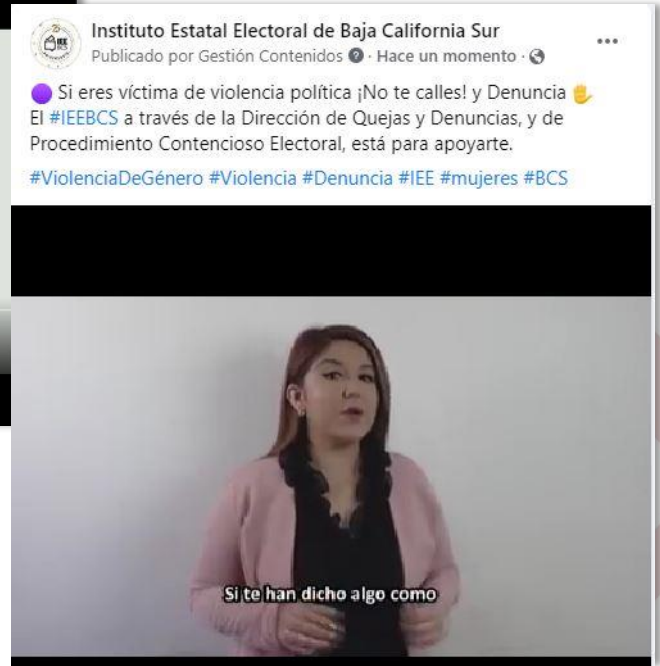 Instituto Estatal Electoral de Baja California Sur
Publicado por Gestión Contenidos · Hace un momento ·
Si eres víctima de violencia política ¡No te calles! y Denuncia
El #IEEBCS a través de la Dirección de Quejas y Denuncias, y de
Procedimiento Contencioso Electoral, está para apoyarte.
#ViolenciaDeGénero #Violencia #Denuncia #IEE #mujeres #BCS
Si te han dicho algo como